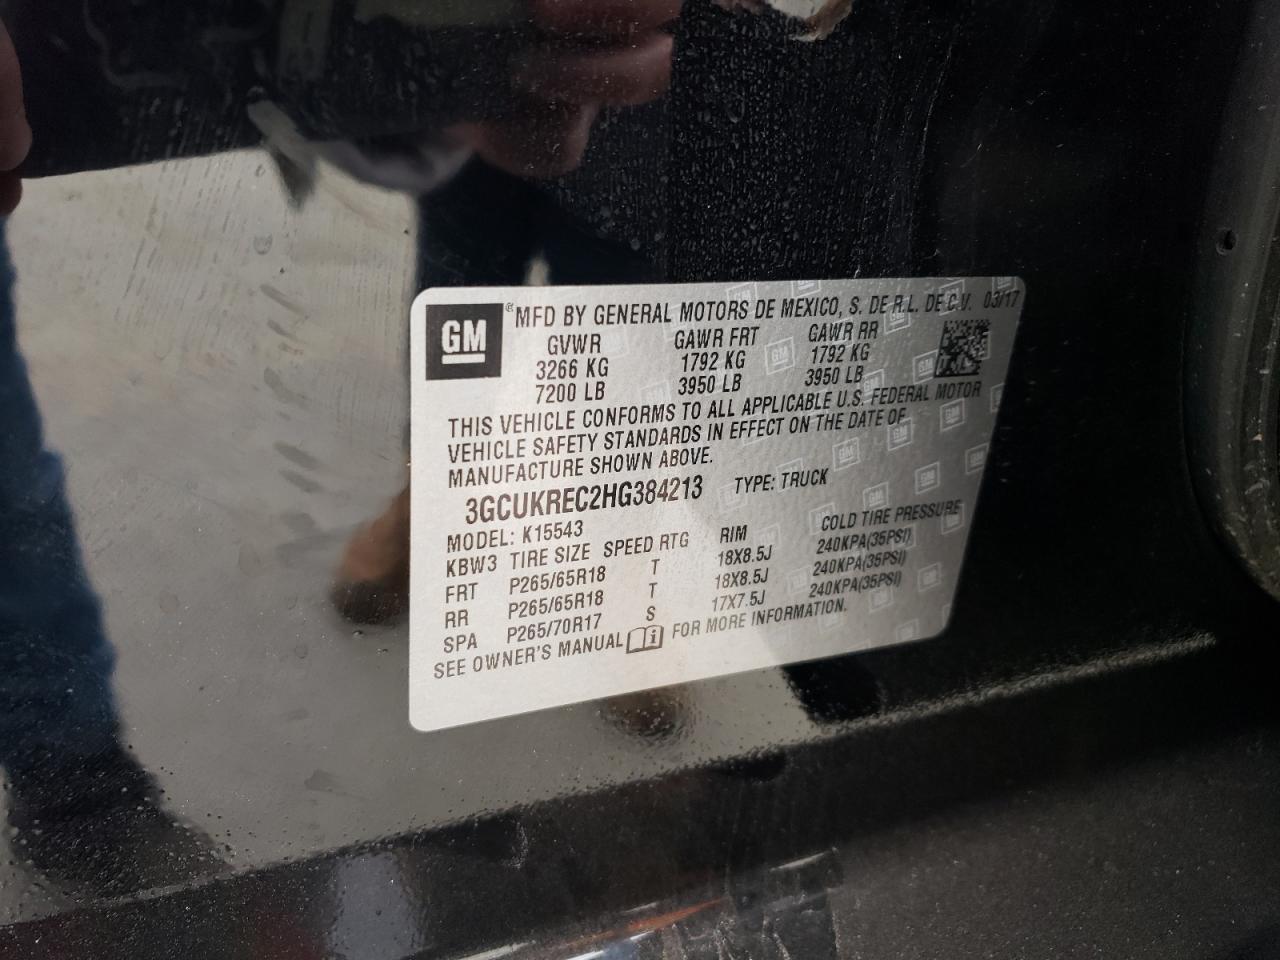 GM ® MFD BY GENERAL MOTORS DE MEXICO, S. DE R.L. DE C.V. 03/17
GVWR GAWR FRT GAWR RR
3266 KG 1792 KG 1792 KG
7200 LB 3950 LB 3950 LB
THIS VEHICLE CONFORMS TO ALL APPLICABLE U.S. FEDERAL MOTOR
VEHICLE SAFETY STANDARDS IN EFFECT ON THE DATE OF
MANUFACTURE SHOWN ABOVE.
3GCUKREC2HG384213 TYPE: TRUCK
MODEL: K15543
KBW3 TIRE SIZE SPEED RTG RIM COLD TIRE PRESSURE
FRT P265/65R18 T 18X8.5J 240KPA(35PSI)
RR P265/65R18 T 18X8.5J 240KPA(35PSI)
SPA P265/70R17 S 17X7.5J 240KPA(35PSI)
SEE OWNER'S MANUAL FOR MORE INFORMATION.